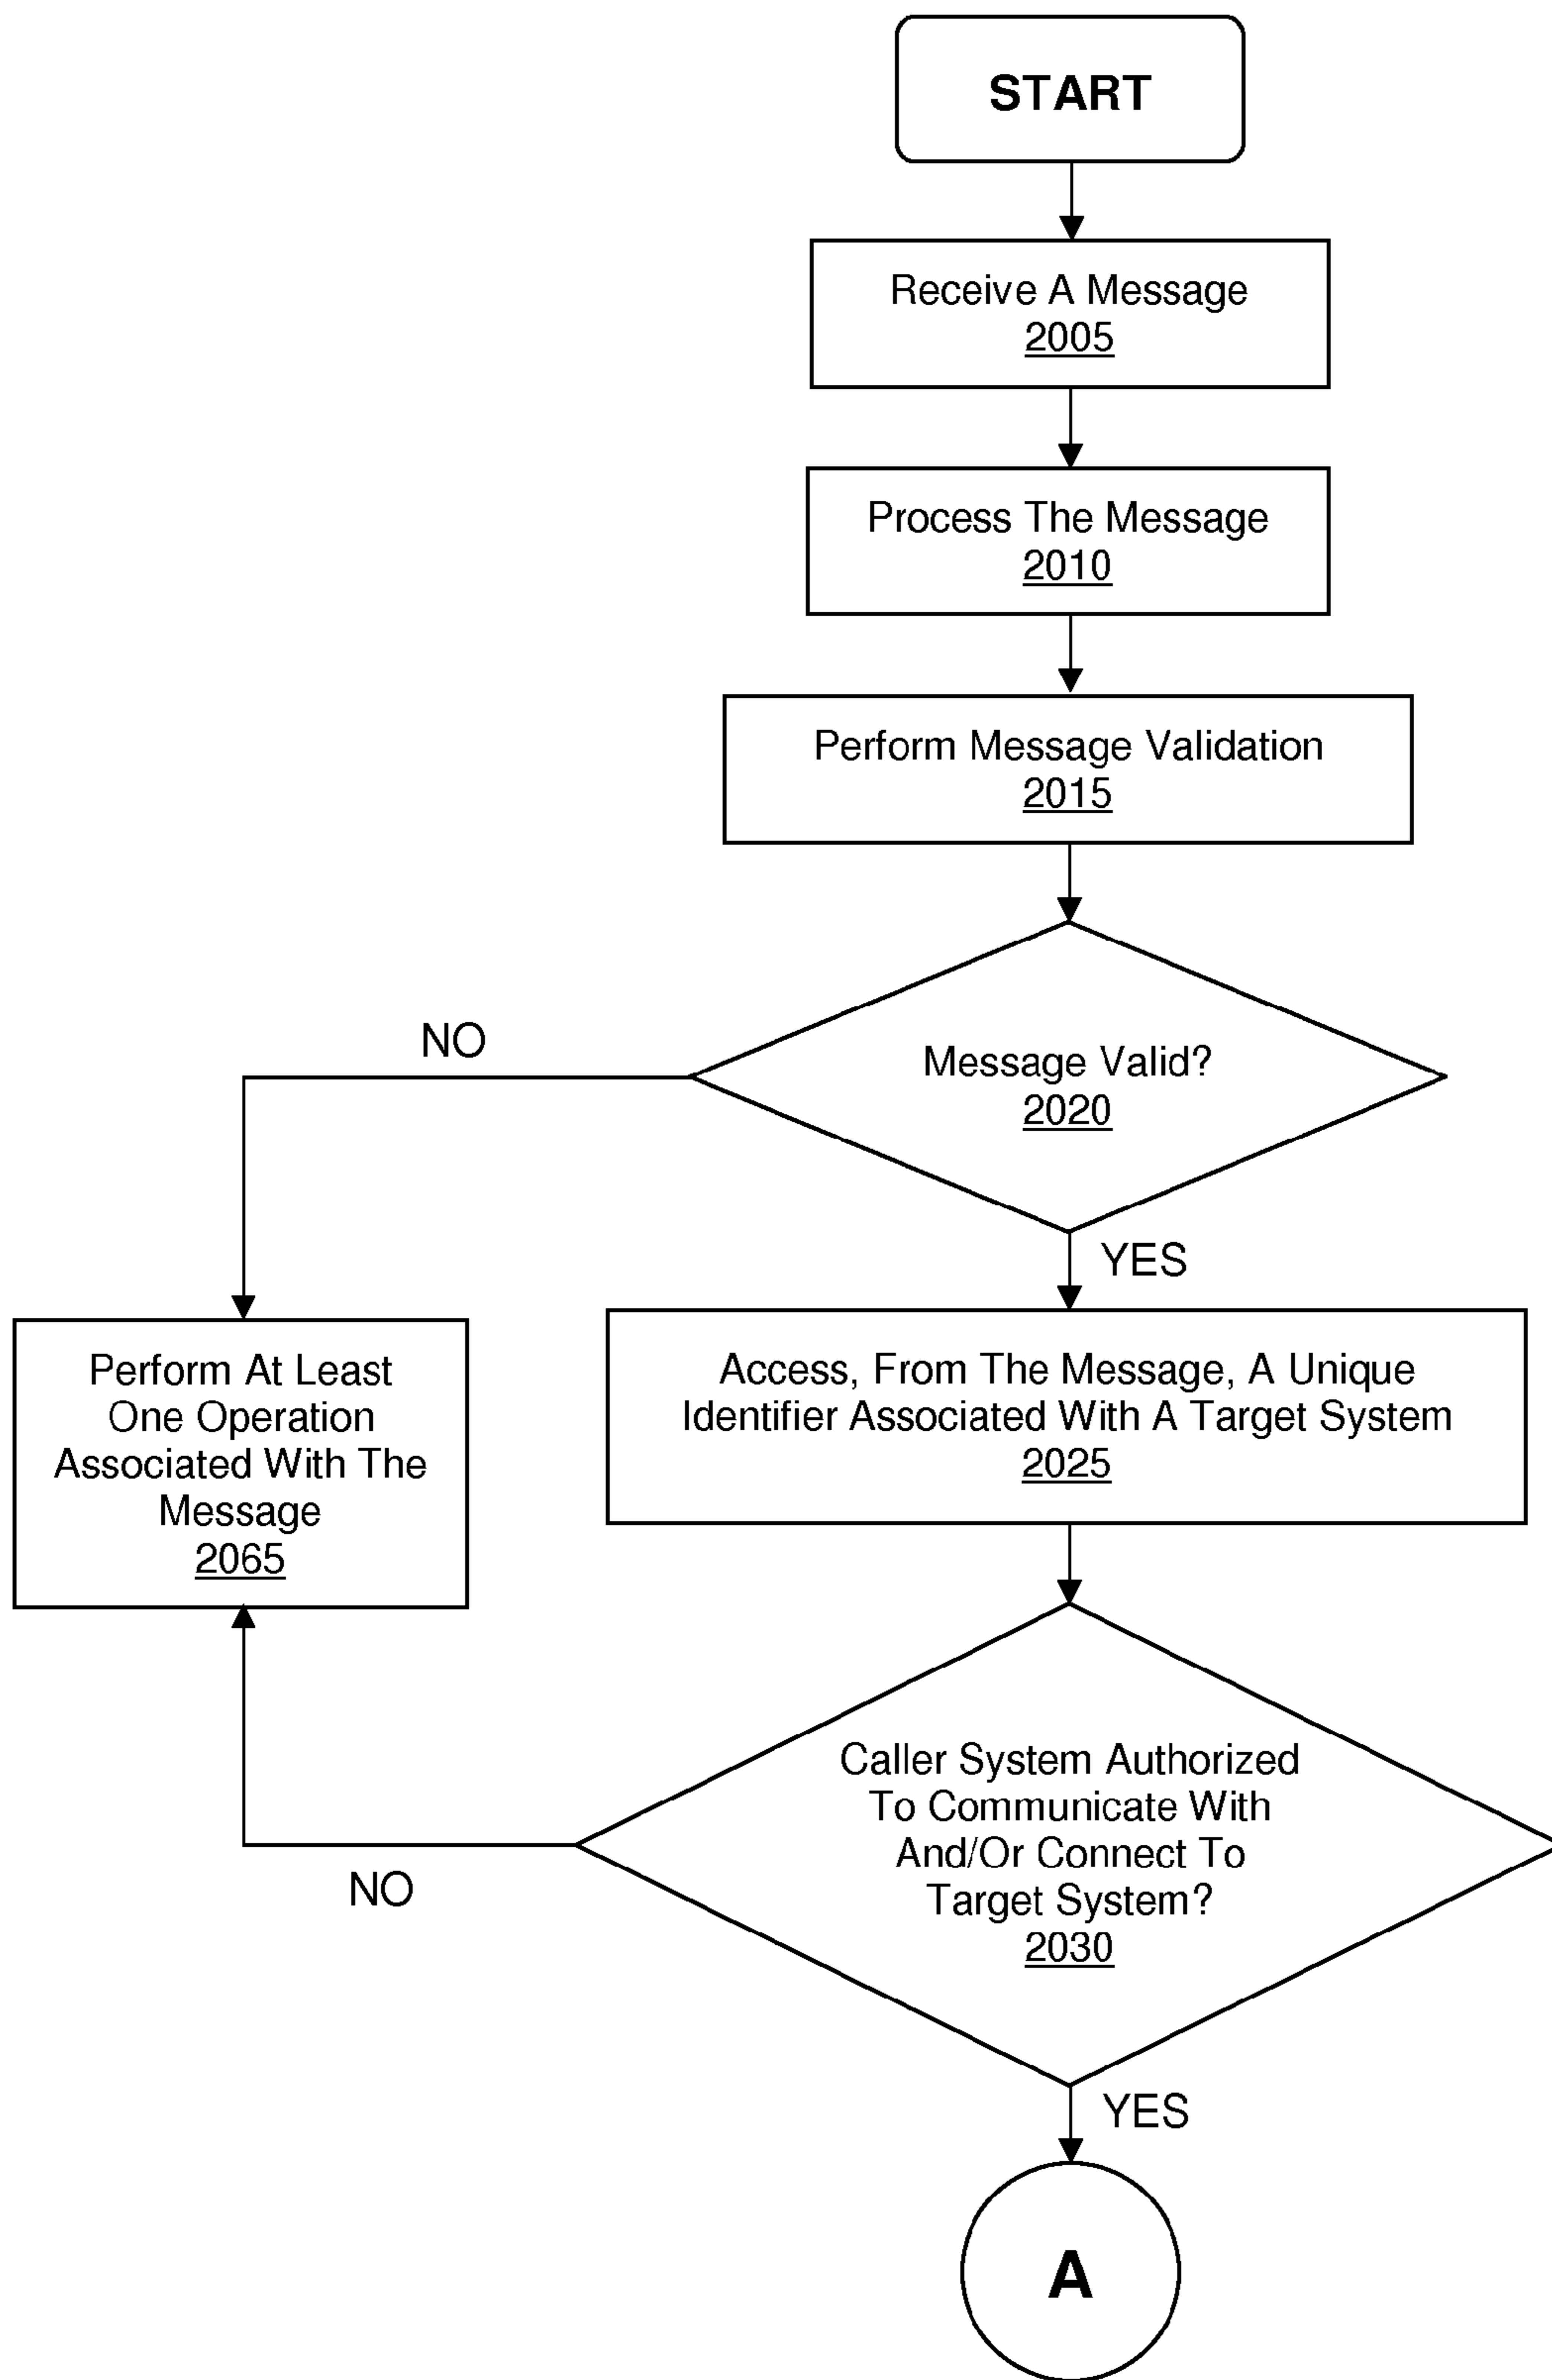 START
Receive A Message
2005
Process The Message
2010
Perform Message Validation
2015
NO
Message Valid?
2020
YES
Perform At Least
One Operation
Associated With The
Message
2065
Access, From The Message, A Unique
Identifier Associated With A Target System
2025
Caller System Authorized
To Communicate With
And/Or Connect To
Target System?
2030
NO
YES
A